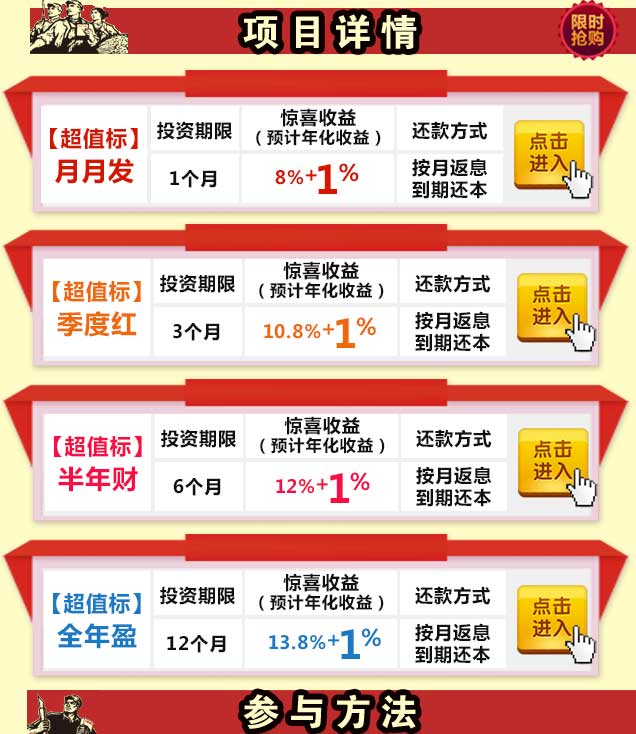 项目详情
限时
抢购
【超值标】
月月发
投资期限
1个月
惊喜收益
（预计年化收益）
8%+1%
还款方式
按月返息
到期还本
点击
进入
【超值标】
季度红
投资期限
3个月
惊喜收益
（预计年化收益）
10.8%+1%
还款方式
按月返息
到期还本
点击
进入
【超值标】
半年财
投资期限
6个月
惊喜收益
（预计年化收益）
12%+1%
还款方式
按月返息
到期还本
点击
进入
【超值标】
全年盈
投资期限
12个月
惊喜收益
（预计年化收益）
13.8%+1%
还款方式
按月返息
到期还本
点击
进入
参与方法